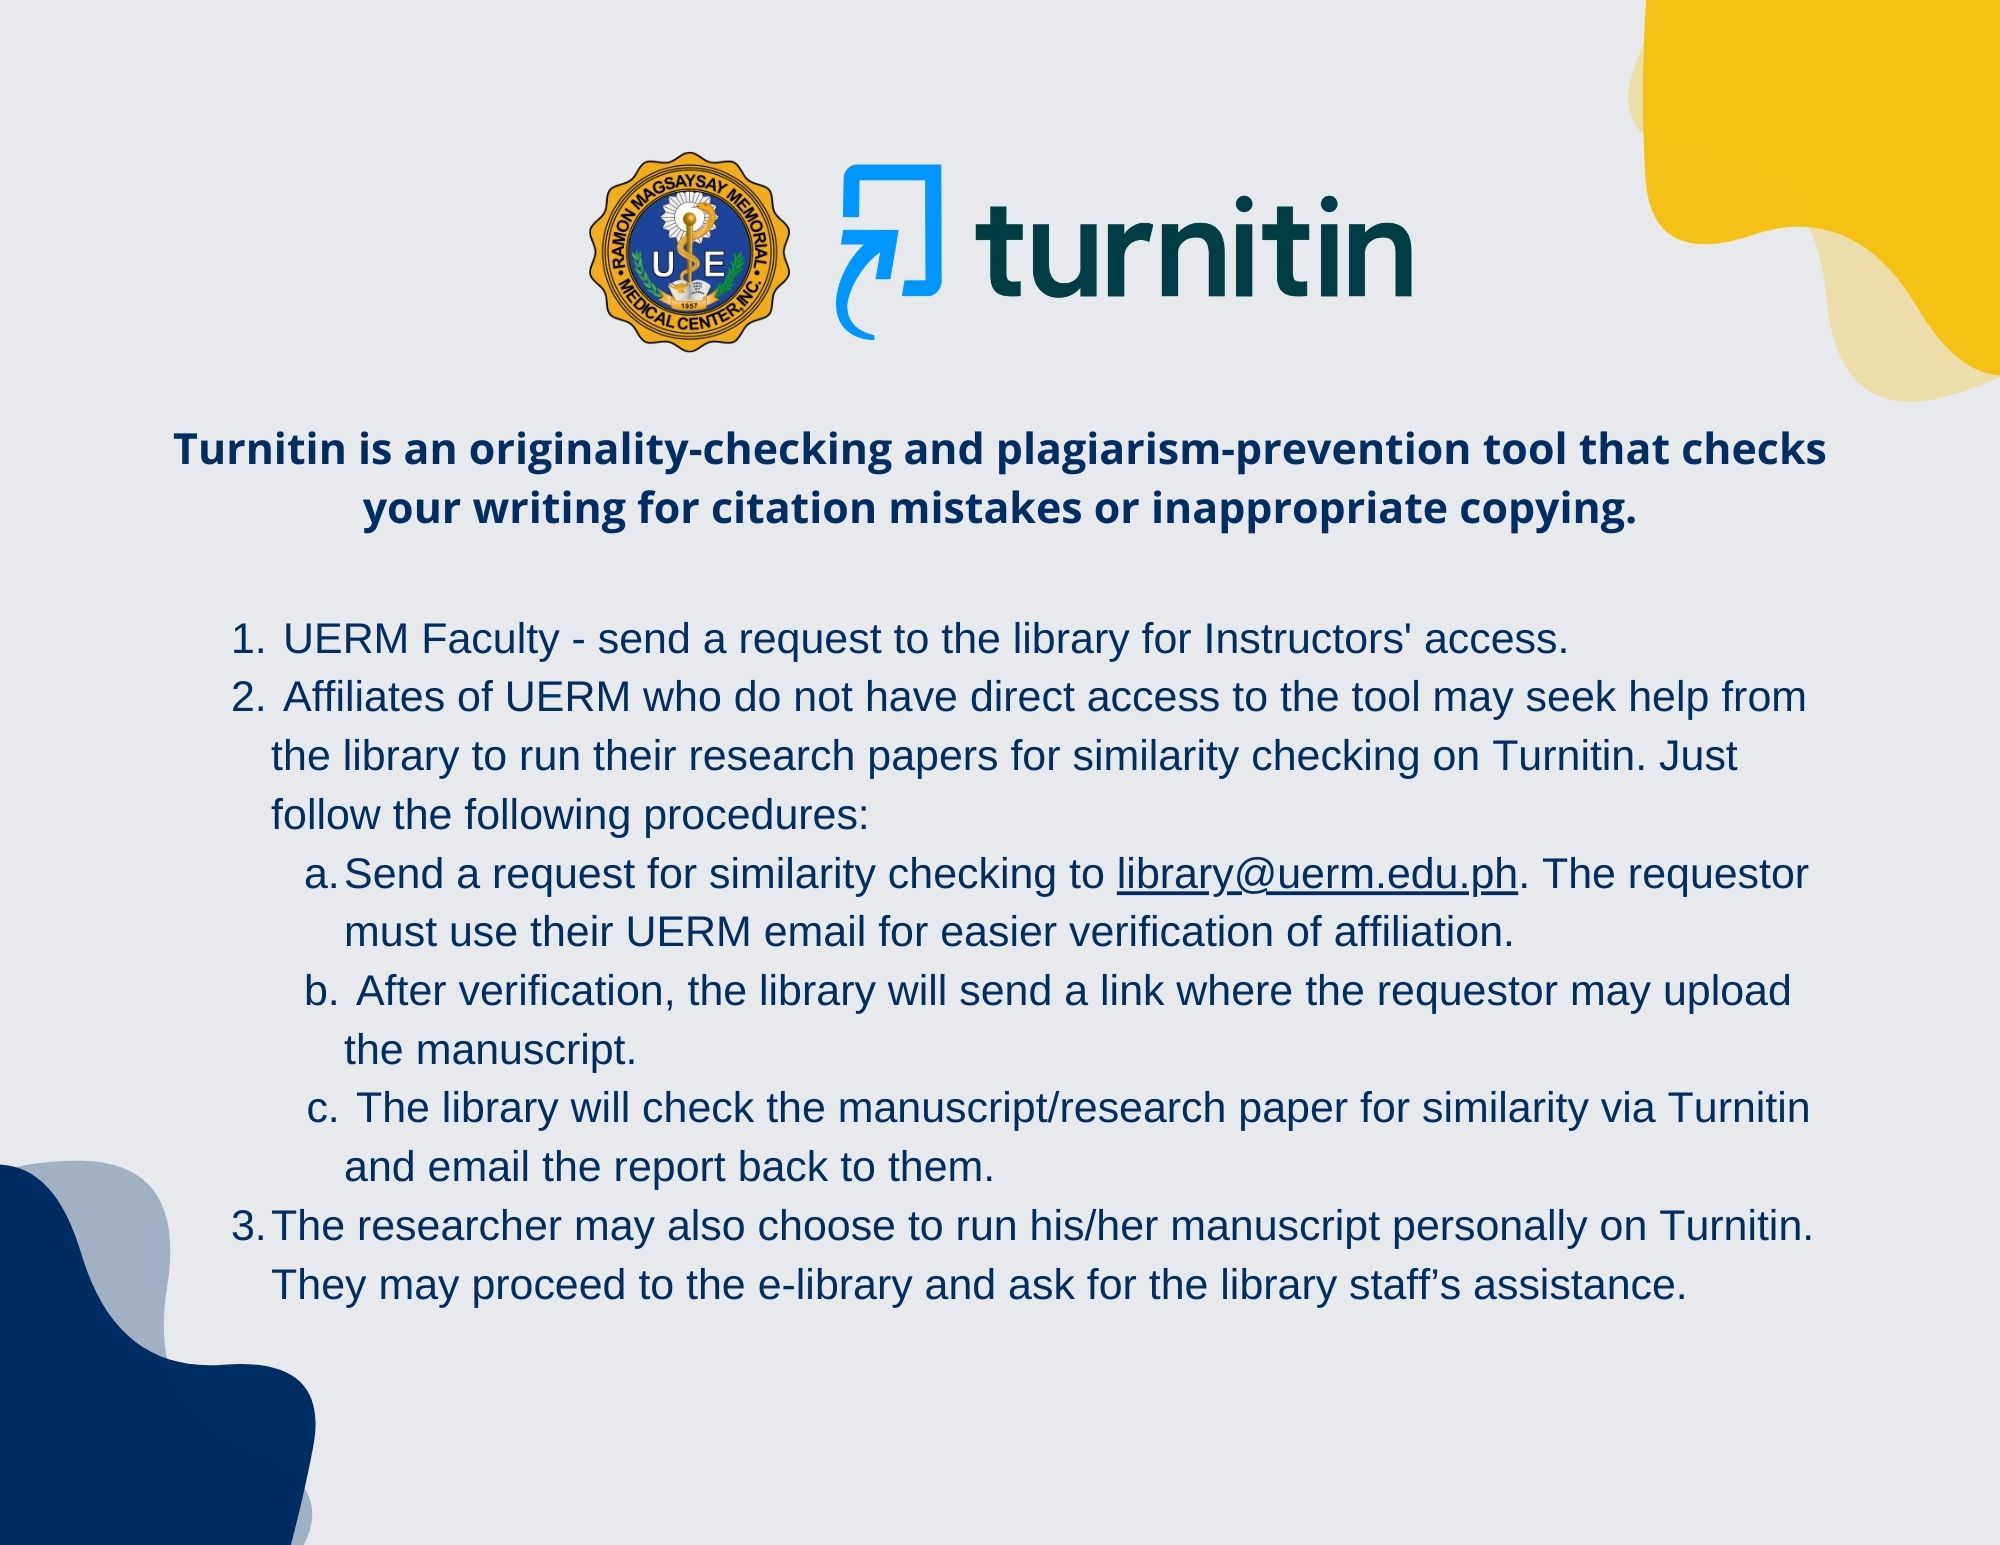 RAMON MAGSAYSAY MEMORIAL
U E
1957
MEDICAL CENTER, INC.
turnitin
Turnitin is an originality-checking and plagiarism-prevention tool that checks
your writing for citation mistakes or inappropriate copying.
1. UERM Faculty - send a request to the library for Instructors' access.
2. Affiliates of UERM who do not have direct access to the tool may seek help from
the library to run their research papers for similarity checking on Turnitin. Just
follow the following procedures:
a. Send a request for similarity checking to library@uerm.edu.ph. The requestor
must use their UERM email for easier verification of affiliation.
b. After verification, the library will send a link where the requestor may upload
the manuscript.
c. The library will check the manuscript/research paper for similarity via Turnitin
and email the report back to them.
3. The researcher may also choose to run his/her manuscript personally on Turnitin.
They may proceed to the e-library and ask for the library staff’s assistance.